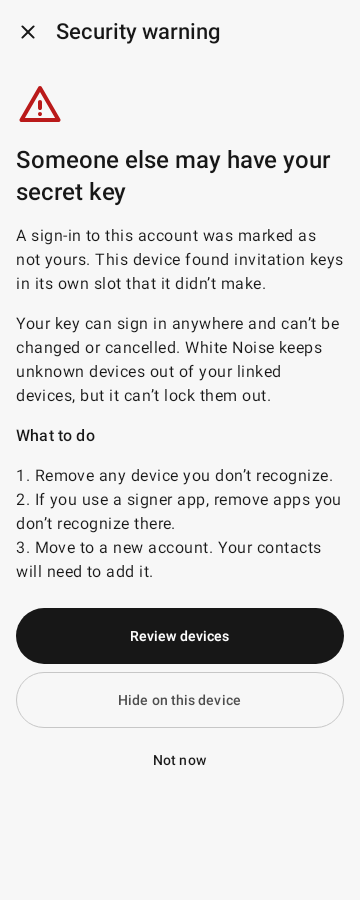 Security warning
Someone else may have your
secret key
A sign-in to this account was marked as
not yours. This device found invitation keys
in its own slot that it didn’t make.
Your key can sign in anywhere and can’t be
changed or cancelled. White Noise keeps
unknown devices out of your linked
devices, but it can’t lock them out.
What to do
1. Remove any device you don’t recognize.
2. If you use a signer app, remove apps you
don’t recognize there.
3. Move to a new account. Your contacts
will need to add it.
Review devices
Hide on this device
Not now